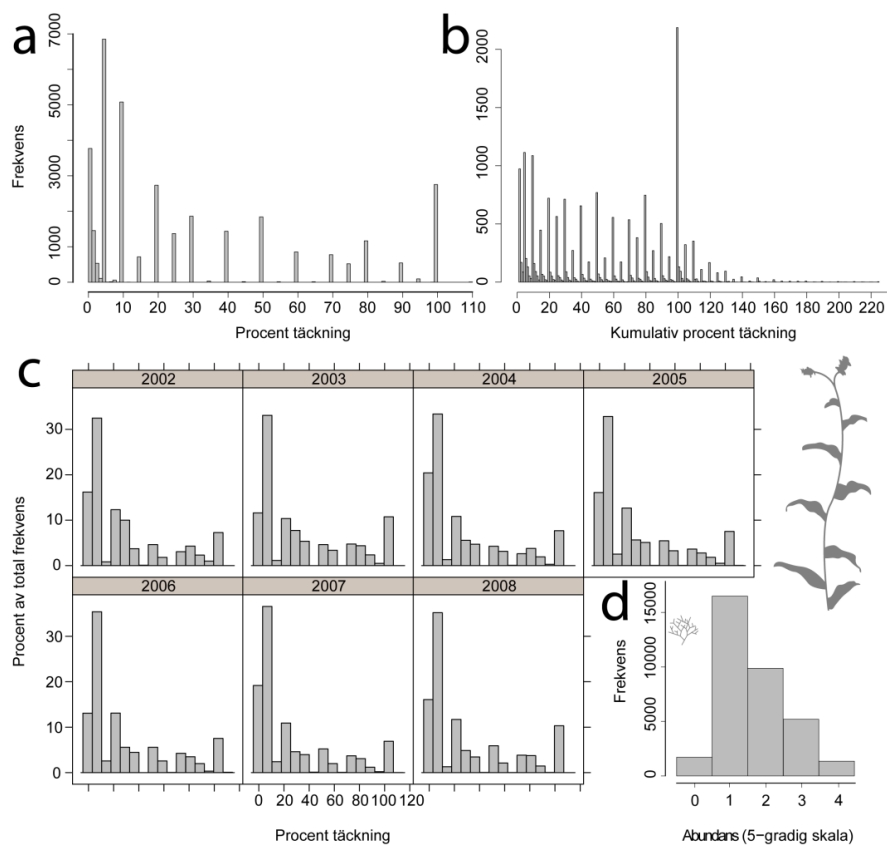 a
7000
5000
3000
1000
0
Frekvens
0 10 20 30 40 50 60 70 80 90 100 110
Procent täckning
b
2000
1500
1000
500
0
0 20 40 60 80 100 120 140 160 180 200 220
Kumulativ procent täckning
c
2002 2003 2004 2005
30
20
10
0
Procent av total frekvens
2006 2007 2008
30
20
10
0
0 20 40 60 80 100 120
Procent täckning
d
15000
10000
5000
0
Frekvens
0 1 2 3 4
Abundans (5−gradig skala)